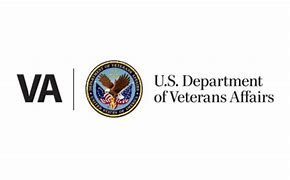 VA
U.S. Department
of Veterans Affairs